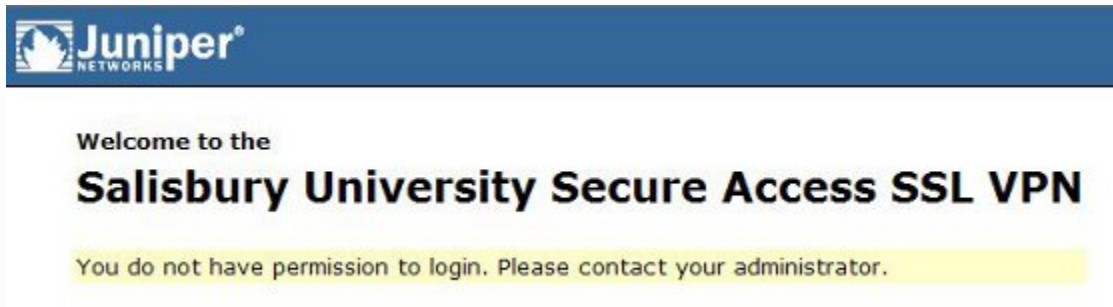 Juniper®
NETWORKS
Welcome to the
Salisbury University Secure Access SSL VPN
You do not have permission to login. Please contact your administrator.